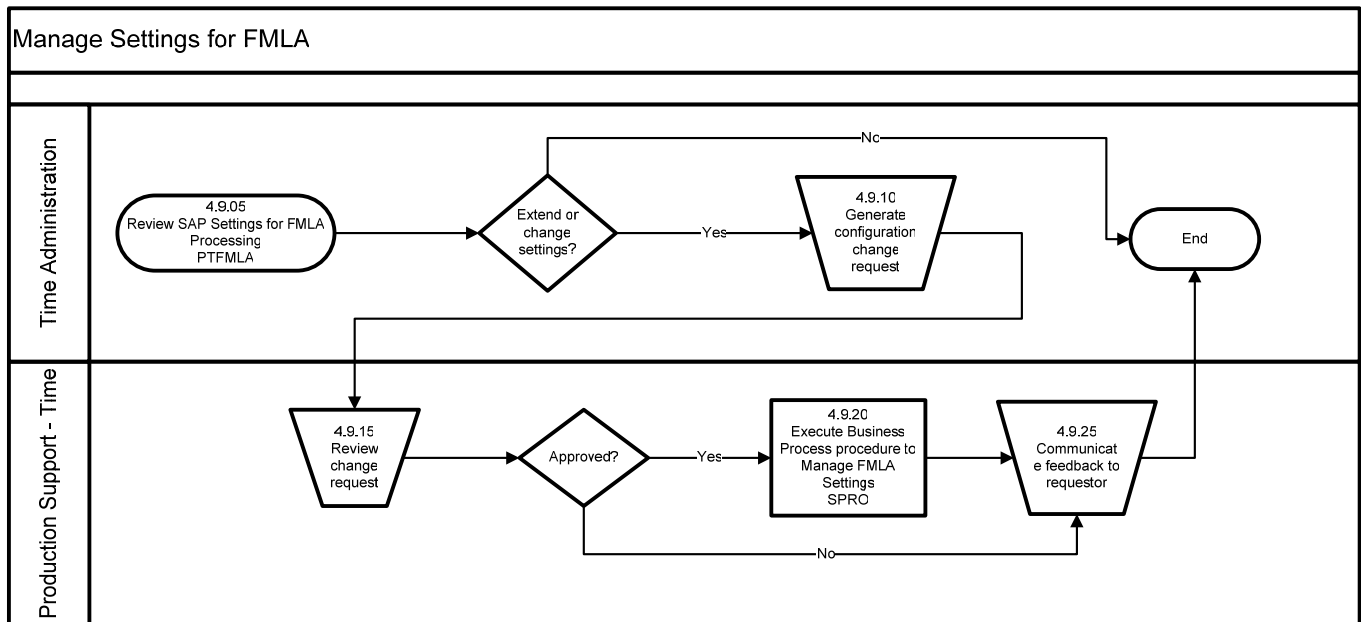 Manage Settings for FMLA
Time Administration
4.9.05
Review SAP Settings for FMLA
Processing
PTFMLA
Extend or
change
settings?
No
Yes
4.9.10
Generate
configuration
change
request
End
Production Support - Time
4.9.15
Review
change
request
Approved?
Yes
No
4.9.20
Execute Business
Process procedure to
Manage FMLA
Settings
SPRO
4.9.25
Communicat
e feedback to
requestor